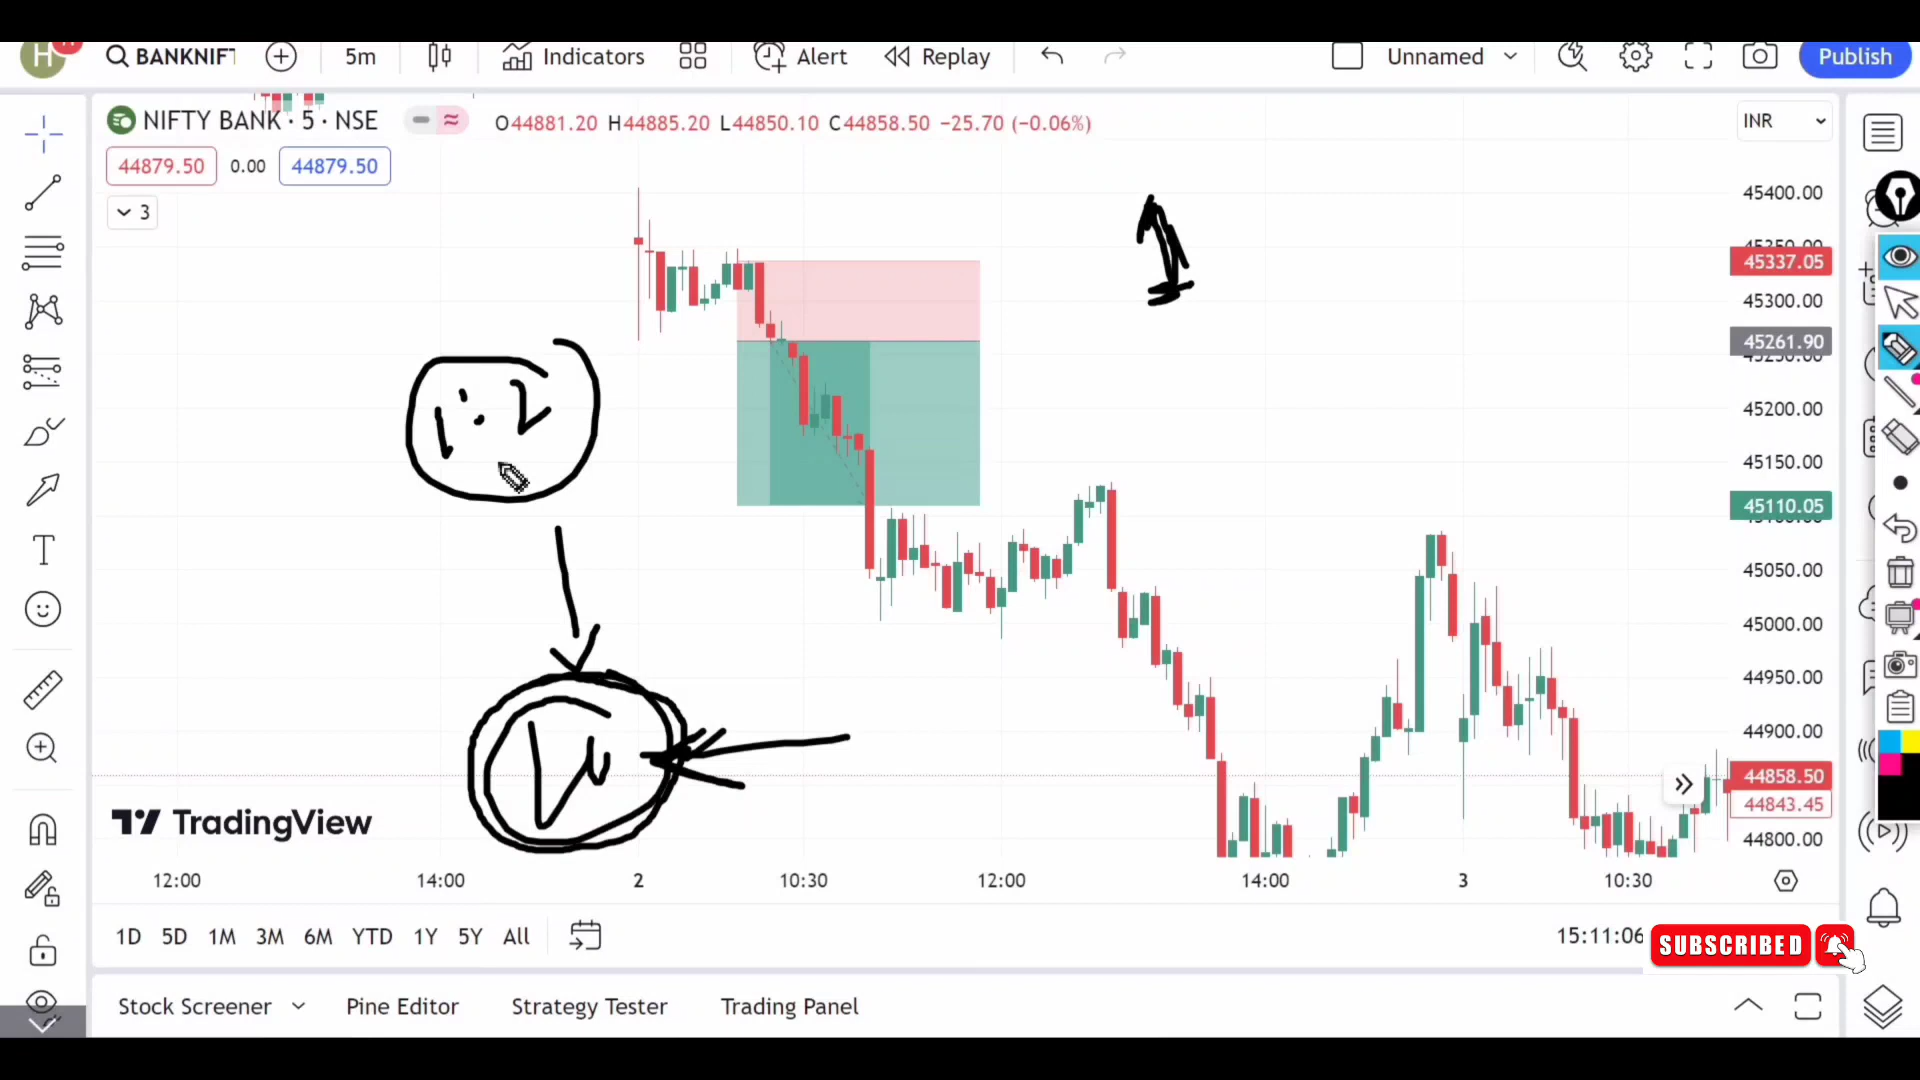 H
BANKNIF
5m
Indicators
Alert
Replay
Unnamed
Publish
NIFTY BANK · 5 · NSE
O44881.20 H44885.20 L44850.10 C44858.50 −25.70 (−0.06%)
INR
44879.50
0.00
44879.50
3
45400.00
45337.05
45300.00
45261.90
45200.00
45150.00
45110.05
45050.00
45000.00
44950.00
44900.00
44858.50
44843.45
44800.00
1:2
TradingView
12:00
14:00
2
10:30
12:00
14:00
3
10:30
1D
5D
1M
3M
6M
YTD
1Y
5Y
All
15:11:06
SUBSCRIBED
Stock Screener
Pine Editor
Strategy Tester
Trading Panel